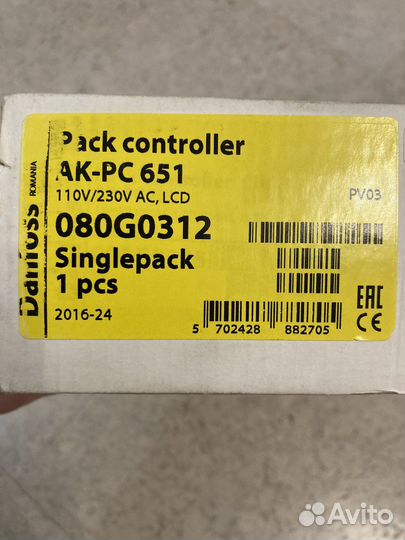 Pack controller
AK-PC 651
110V/230V AC, LCD
PV03
080G0312
Singlepack
1 pcs
2016-24
5 702428 882705
Danfoss
ROMANIA
EAC
CE
Avito